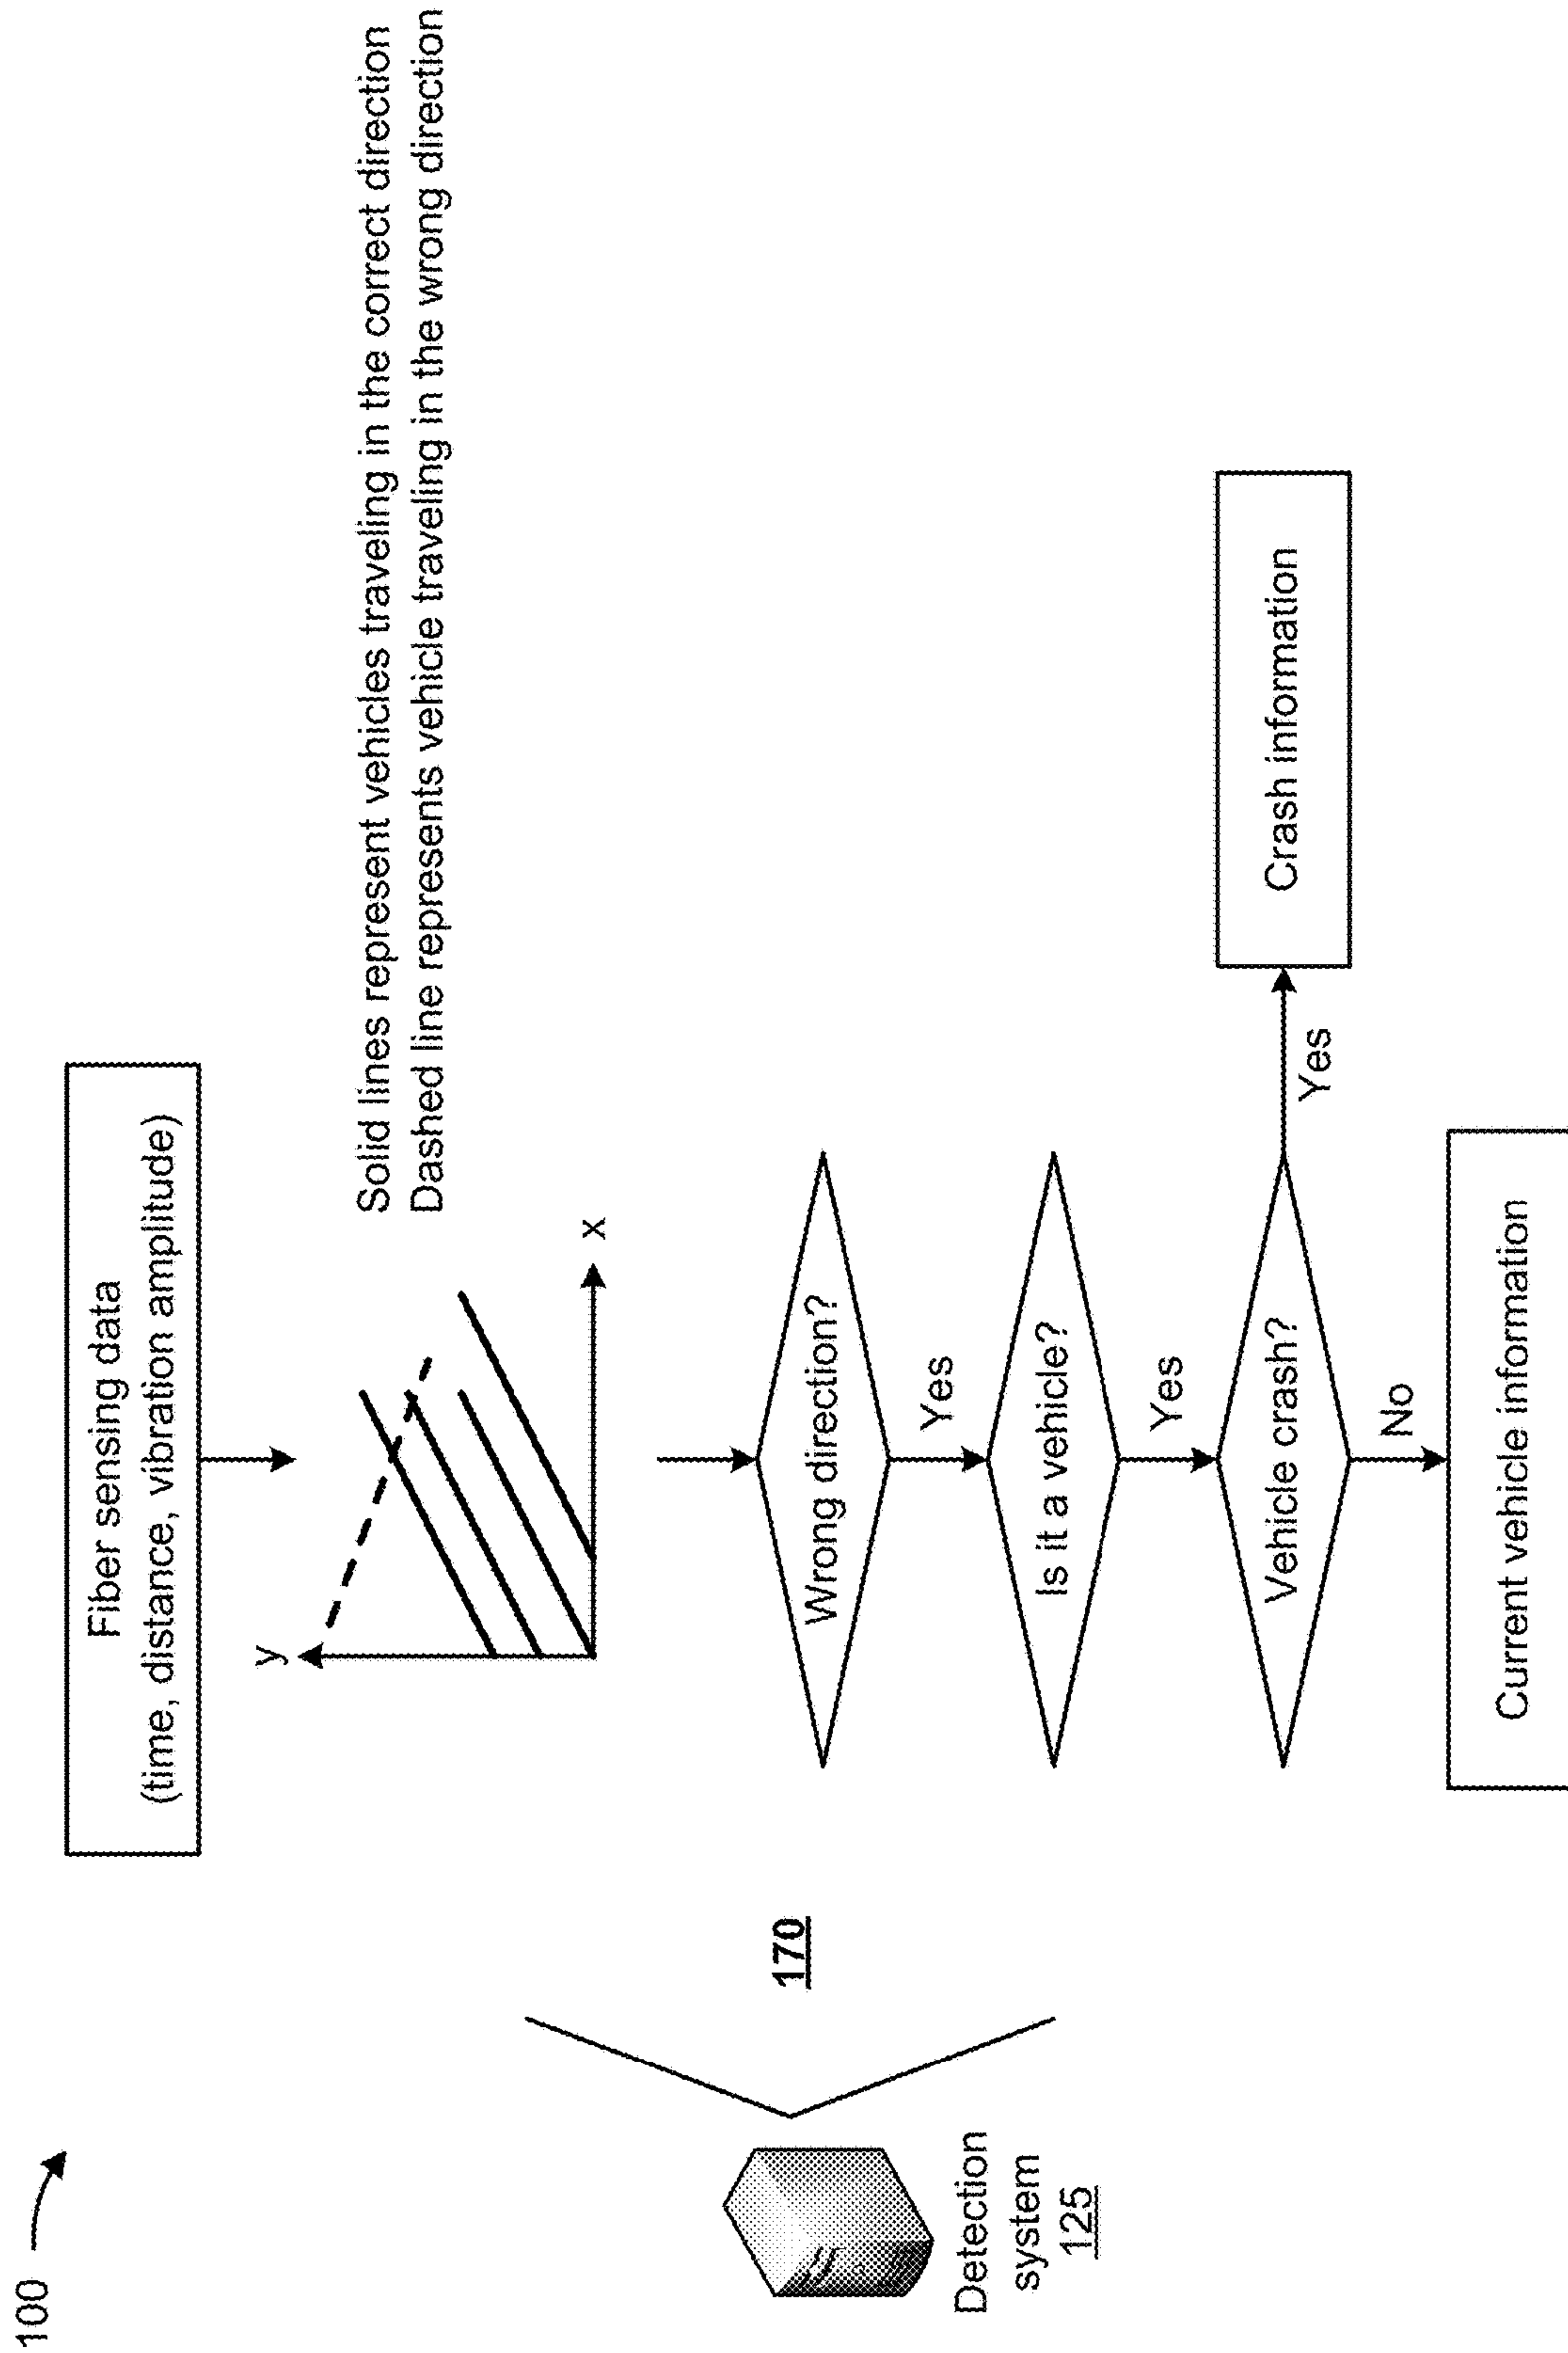 100
Fiber sensing data
(time, distance, vibration amplitude)
y
x
Solid lines represent vehicles traveling in the correct direction
Dashed line represents vehicle traveling in the wrong direction
170
Detection
system
125
Wrong direction?
Yes
Is it a vehicle?
Yes
Vehicle crash?
Yes
Crash information
No
Current vehicle information